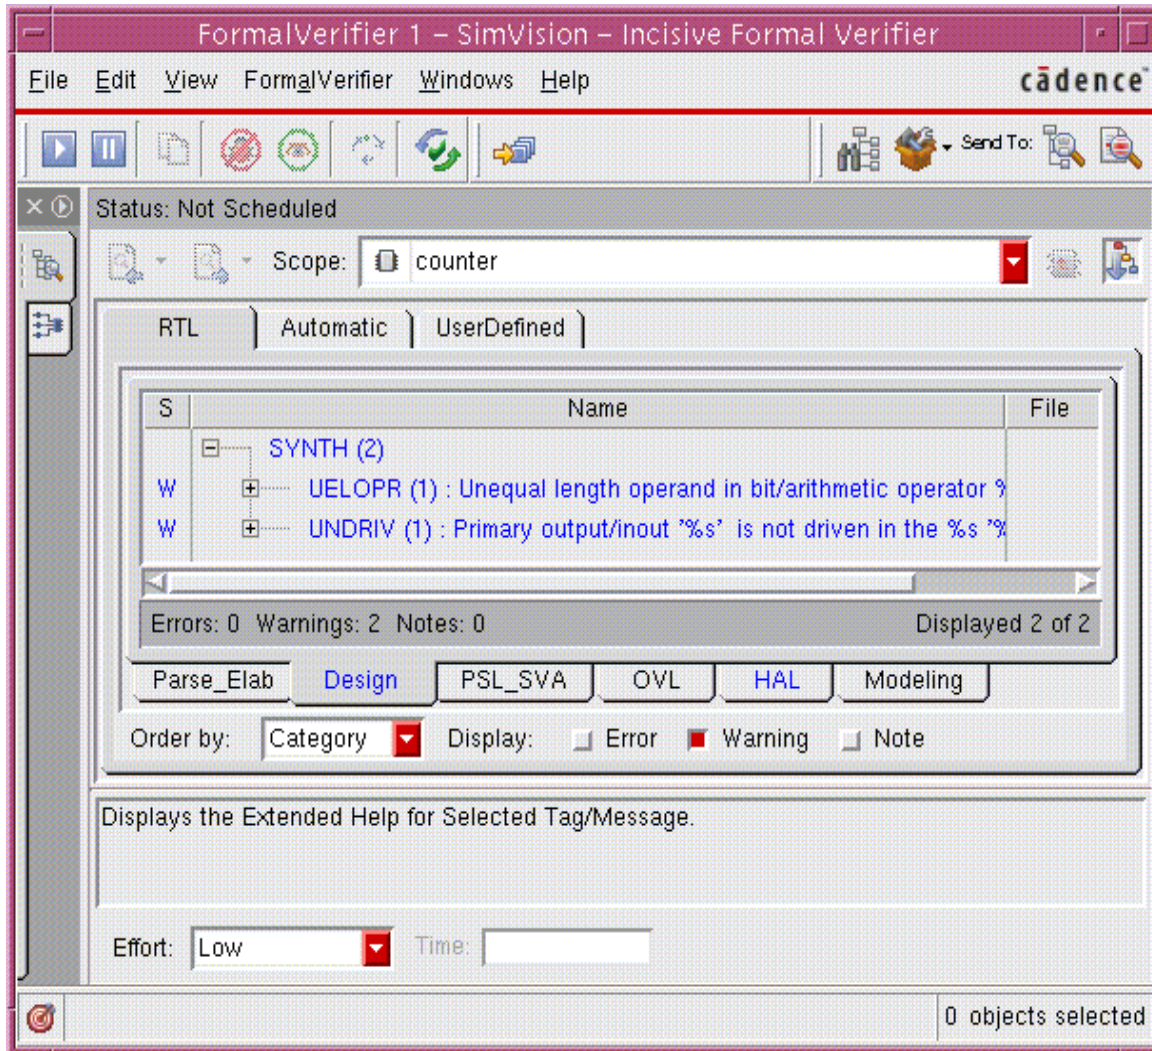 FormalVerifier 1 – SimVision – Incisive Formal Verifier
File Edit View FormalVerifier Windows Help cādence™
Send To:
Status: Not Scheduled
Scope: counter
RTL Automatic UserDefined
S Name File
SYNTH (2)
W UELOPR (1) : Unequal length operand in bit/arithmetic operator %
W UNDRIV (1) : Primary output/inout '%s' is not driven in the %s '%
Errors: 0 Warnings: 2 Notes: 0 Displayed 2 of 2
Parse_Elab Design PSL_SVA OVL HAL Modeling
Order by: Category Display: Error Warning Note
Displays the Extended Help for Selected Tag/Message.
Effort: Low Time:
0 objects selected